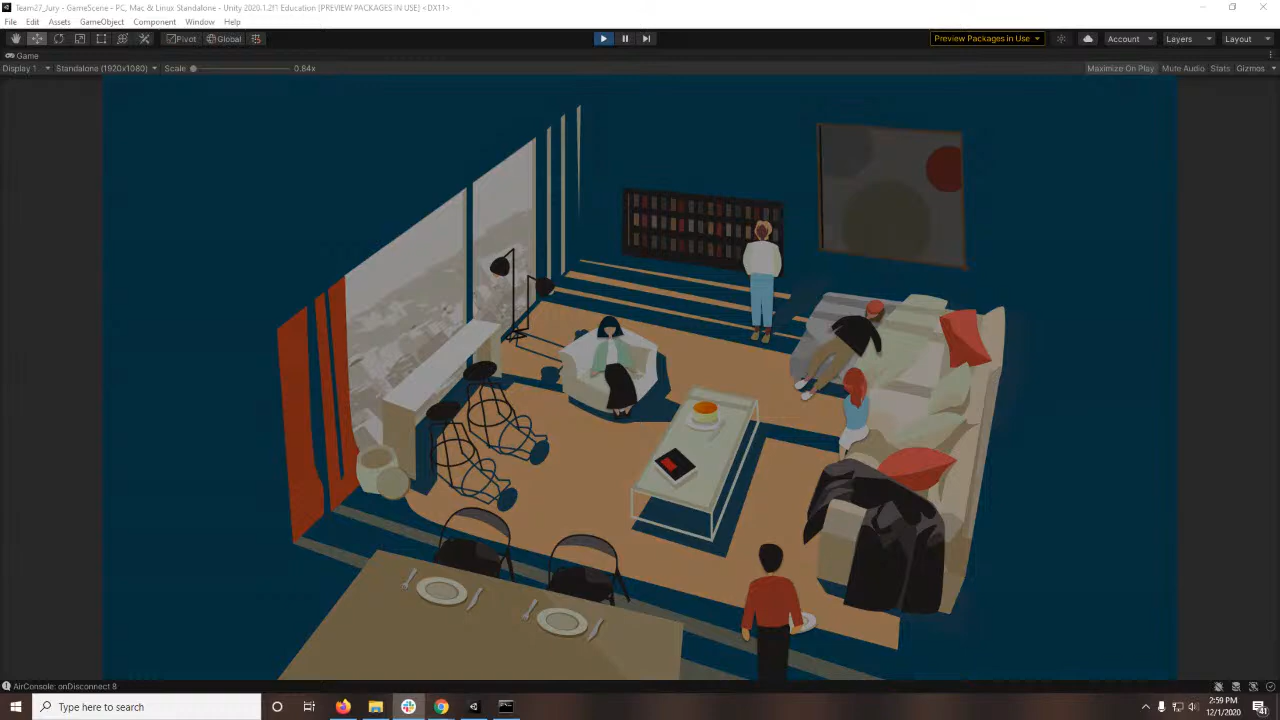 Team27_Jury - GameScene - PC, Mac & Linux Standalone - Unity 2020.1.2f1 Education [PREVIEW PACKAGES IN USE] <DX11>
File Edit Assets GameObject Component Window Help
Pivot Global Preview Packages in Use Account Layers Layout
Game
Display 1 Standalone (1920x1080) Scale 0.84x Maximize On Play Mute Audio Stats Gizmos
AirConsole: onDisconnect 8
Type here to search
2:59 PM
12/1/2020
41